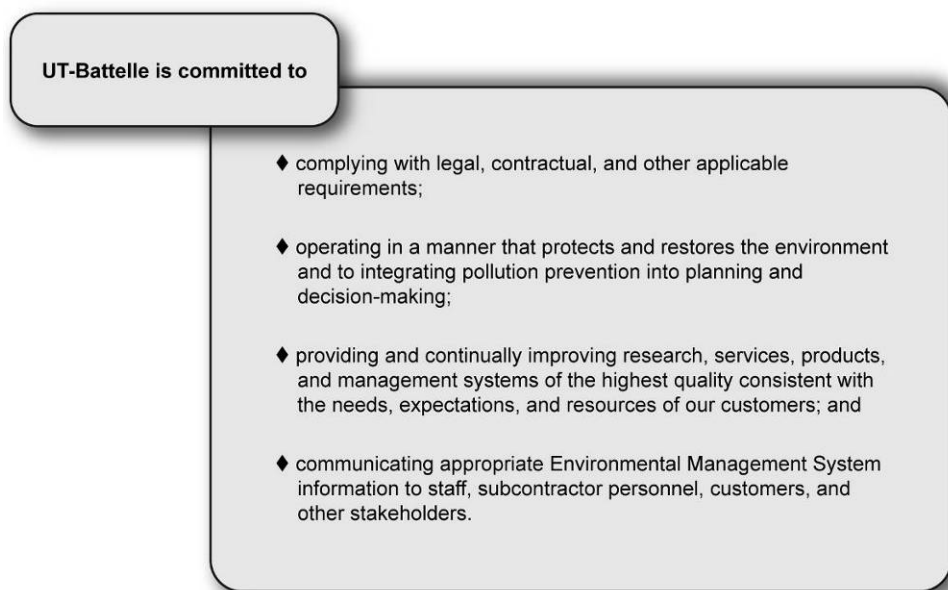 UT-Battelle is committed to
♦ complying with legal, contractual, and other applicable
requirements;
♦ operating in a manner that protects and restores the environment
and to integrating pollution prevention into planning and
decision-making;
♦ providing and continually improving research, services, products,
and management systems of the highest quality consistent with
the needs, expectations, and resources of our customers; and
♦ communicating appropriate Environmental Management System
information to staff, subcontractor personnel, customers, and
other stakeholders.